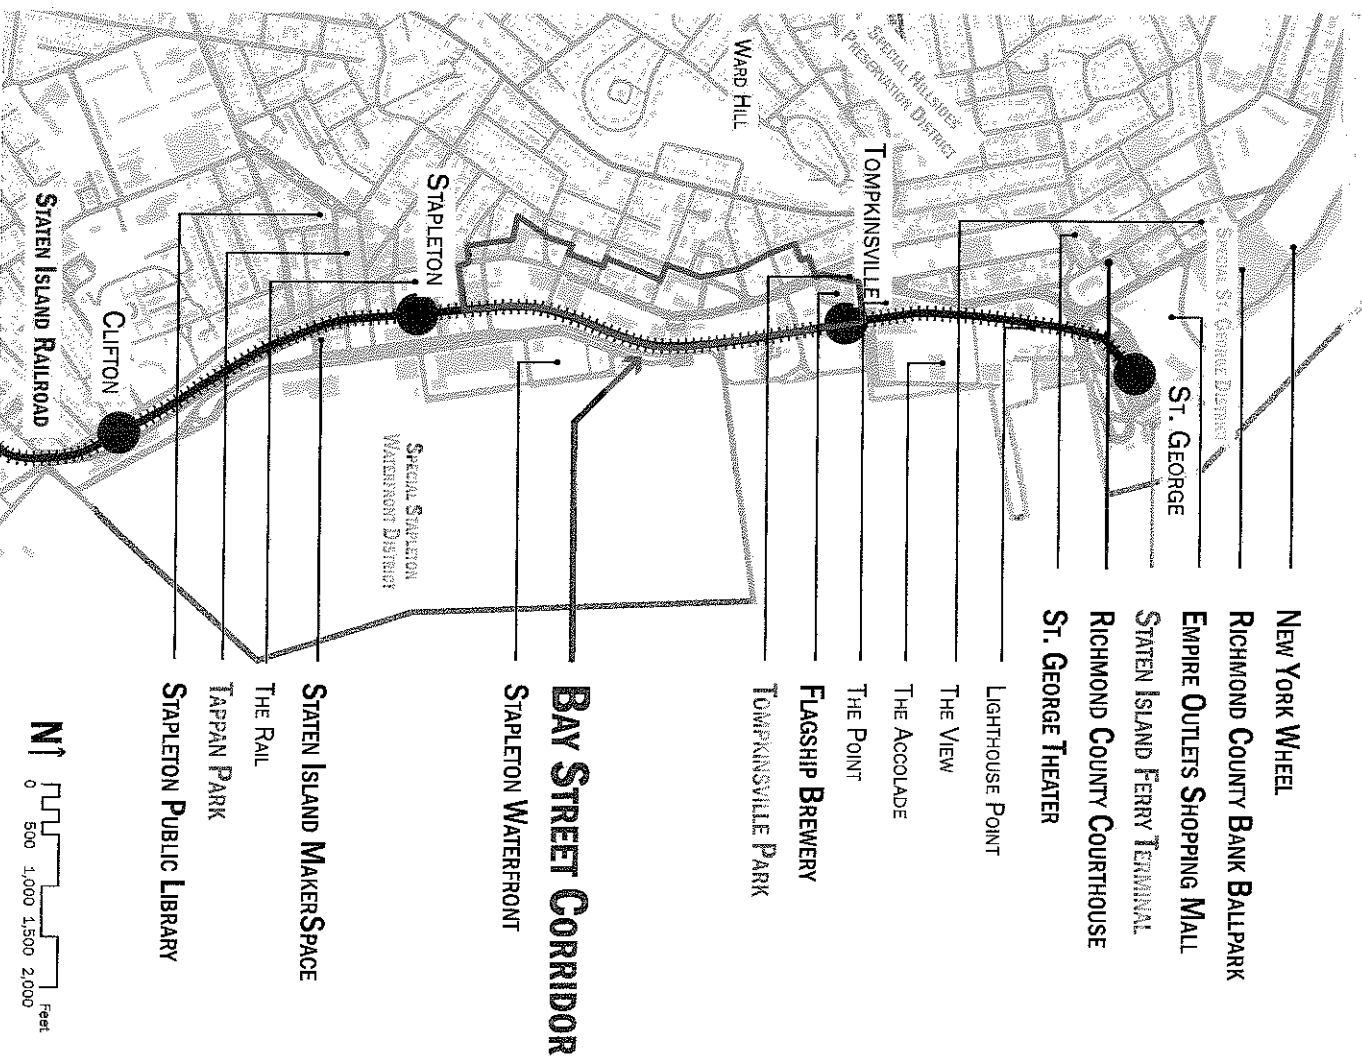 NEW YORK WHEEL
RICHMOND COUNTY BANK BALLPARK
EMPIRE OUTLETS SHOPPING MALL
STATEN ISLAND FERRY TERMINAL
RICHMOND COUNTY COURTHOUSE
ST. GEORGE THEATER
LIGHTHOUSE POINT
THE VIEW
THE ACCOLADE
THE POINT
FLAGSHIP BREWERY
TOMPKINSVILLE PARK
BAY STREET CORRIDOR
STAPLETON WATERFRONT
STATEN ISLAND MAKERSPACE
THE RAIL
TAPPAN PARK
STAPLETON PUBLIC LIBRARY
SPECIAL ST. GEORGE DISTRICT
ST. GEORGE
SPECIAL HILLSIDES
PRESERVATION DISTRICT
TOMPKINSVILLE
WARD HILL
STAPLETON
SPECIAL STAPLETON
WATERFRONT DISTRICT
CLIFTON
STATEN ISLAND RAILROAD
N
0 500 1,000 1,500 2,000 Feet